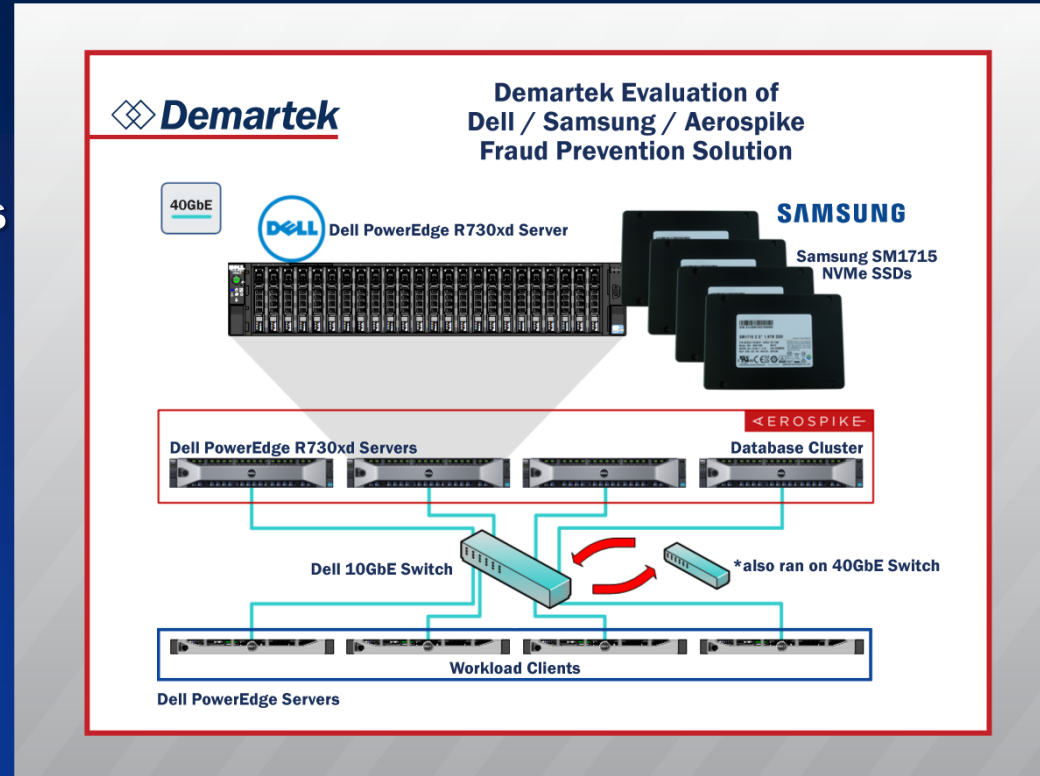 s
Demartek
Demartek Evaluation of
Dell / Samsung / Aerospike
Fraud Prevention Solution
40GbE
DELL
Dell PowerEdge R730xd Server
SAMSUNG
Samsung SM1715
NVMe SSDs
AEROSPIKE
Dell PowerEdge R730xd Servers
Database Cluster
Dell 10GbE Switch
*also ran on 40GbE Switch
Workload Clients
Dell PowerEdge Servers